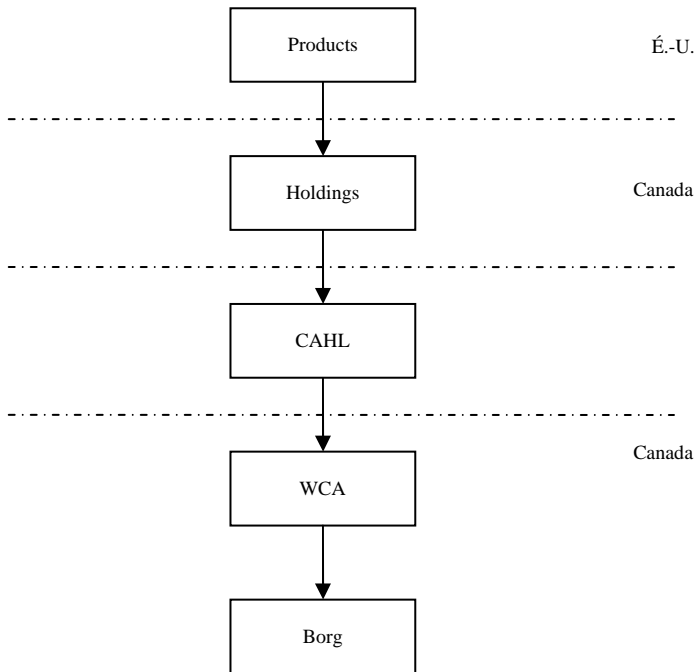 Products
É.-U.
Holdings
Canada
CAHL
Canada
WCA
Borg